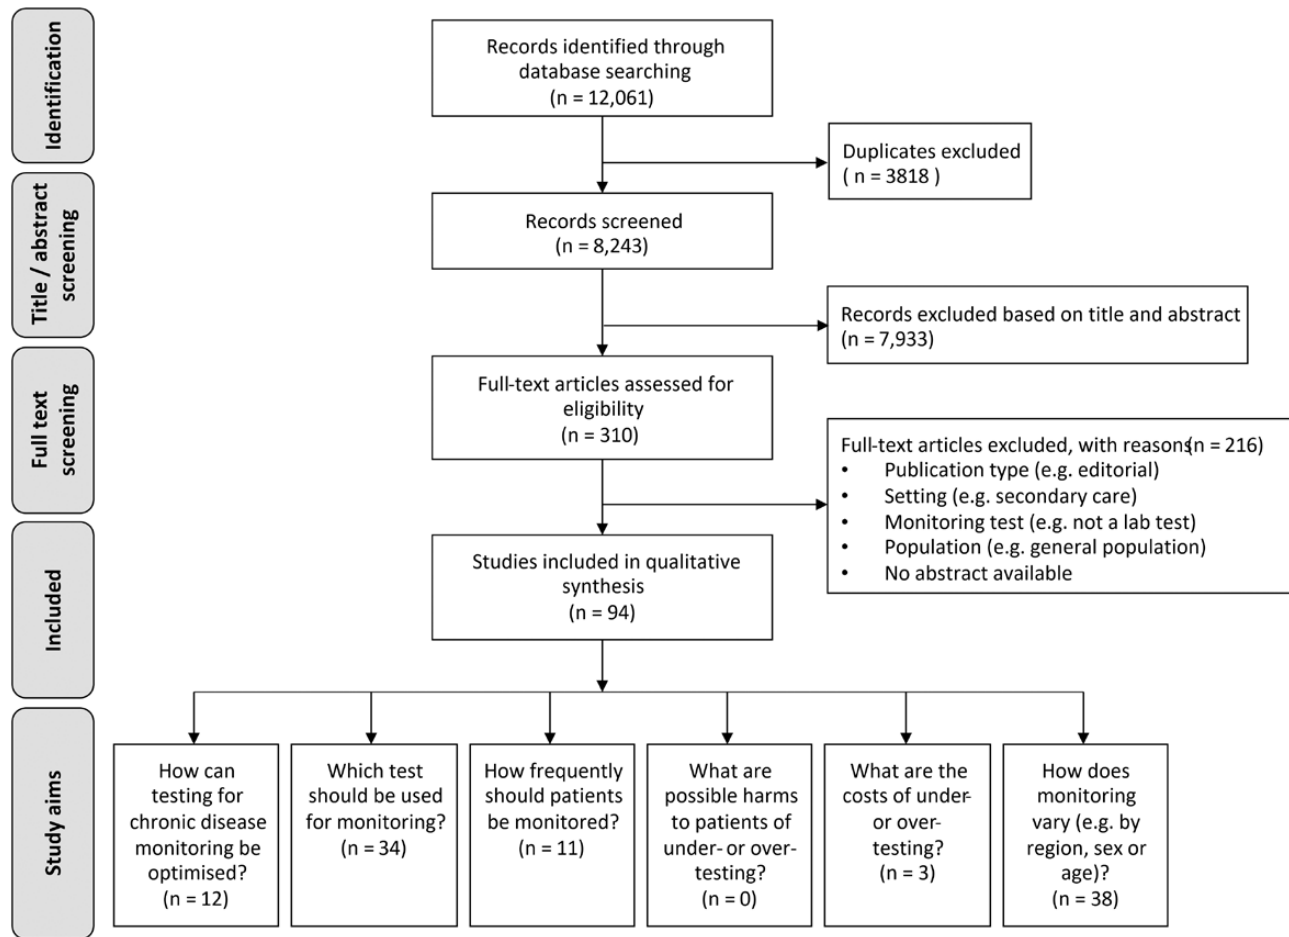 Identification
Records identified through
database searching
(n = 12,061)
Duplicates excluded
( n = 3818 )
Title / abstract
screening
Records screened
(n = 8,243)
Records excluded based on title and abstract
(n = 7,933)
Full text
screening
Full-text articles assessed for
eligibility
(n = 310)
Full-text articles excluded, with reasons(n = 216)
• Publication type (e.g. editorial)
• Setting (e.g. secondary care)
• Monitoring test (e.g. not a lab test)
• Population (e.g. general population)
• No abstract available
Included
Studies included in qualitative
synthesis
(n = 94)
Study aims
How can
testing for
chronic disease
monitoring be
optimised?
(n = 12)
Which test
should be used
for monitoring?
(n = 34)
How frequently
should patients
be monitored?
(n = 11)
What are
possible harms
to patients of
under- or over-
testing?
(n = 0)
What are the
costs of under-
or over-
testing?
(n = 3)
How does
monitoring
vary (e.g. by
region, sex or
age)?
(n = 38)